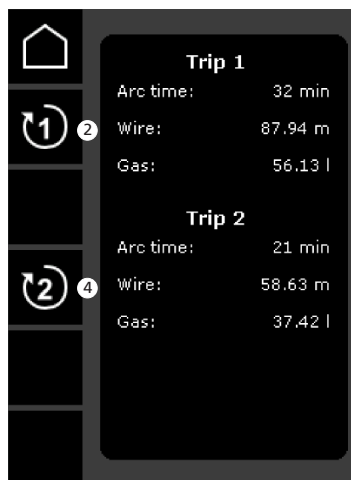 Trip 1
Arc time: 32 min
1 2 Wire: 87.94 m
Gas: 56.13 l
Trip 2
Arc time: 21 min
2 4 Wire: 58.63 m
Gas: 37.42 l